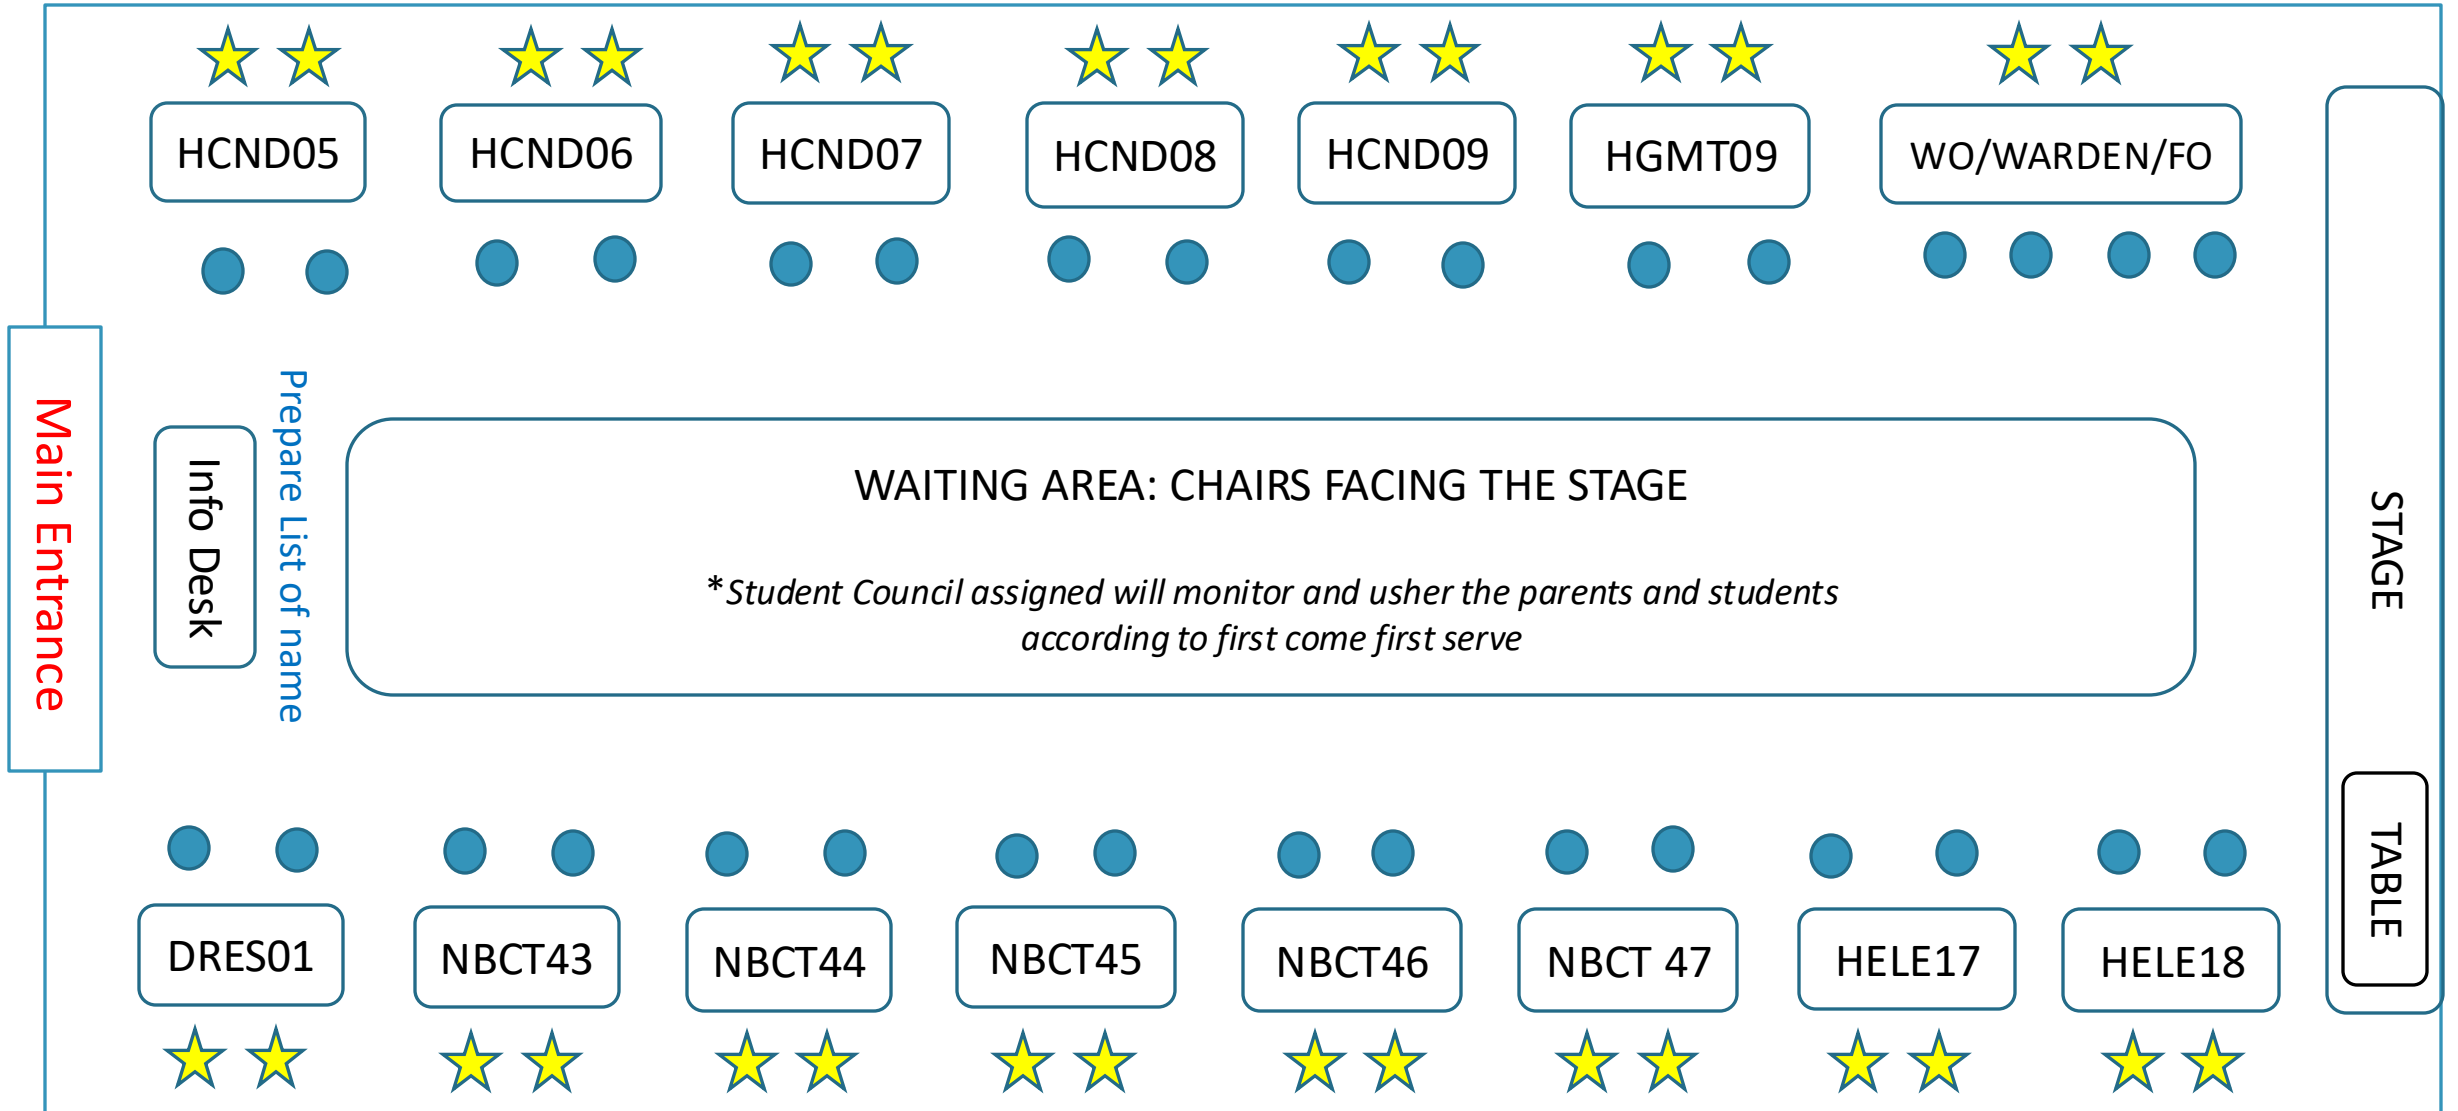 HCND05
HCND06
HCND07
HCND08
HCND09
HGMT09
WO/WARDEN/FO
Main Entrance
Info Desk
Prepare List of name
WAITING AREA: CHAIRS FACING THE STAGE
*Student Council assigned will monitor and usher the parents and students
according to first come first serve
STAGE
TABLE
DRES01
NBCT43
NBCT44
NBCT45
NBCT46
NBCT 47
HELE17
HELE18